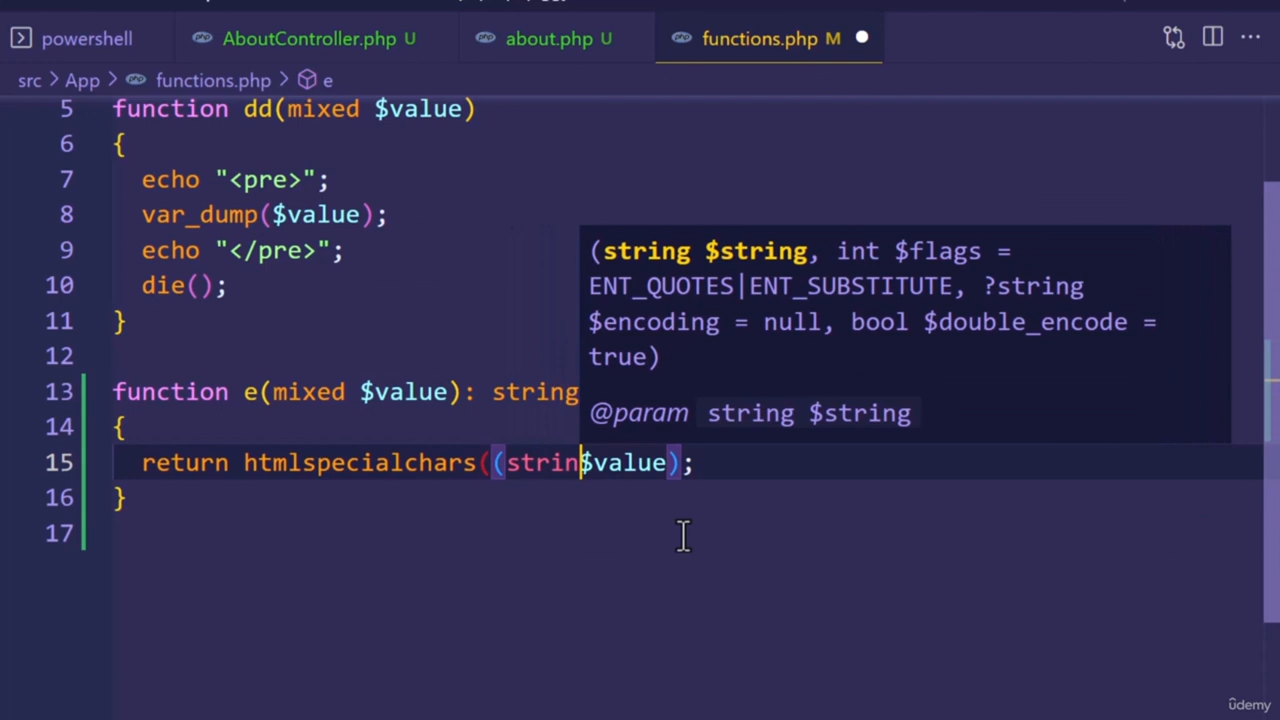 powershell AboutController.php U about.php U functions.php M
src > App > functions.php > e
5 function dd(mixed $value)
6 {
7 echo "<pre>";
8 var_dump($value);
9 echo "</pre>";
10 die();
11 }
12
13 function e(mixed $value): string
14 {
15 return htmlspecialchars((strin$value);
16 }
17
(string $string, int $flags =
ENT_QUOTES|ENT_SUBSTITUTE, ?string
$encoding = null, bool $double_encode =
true)
@param string $string
udemy